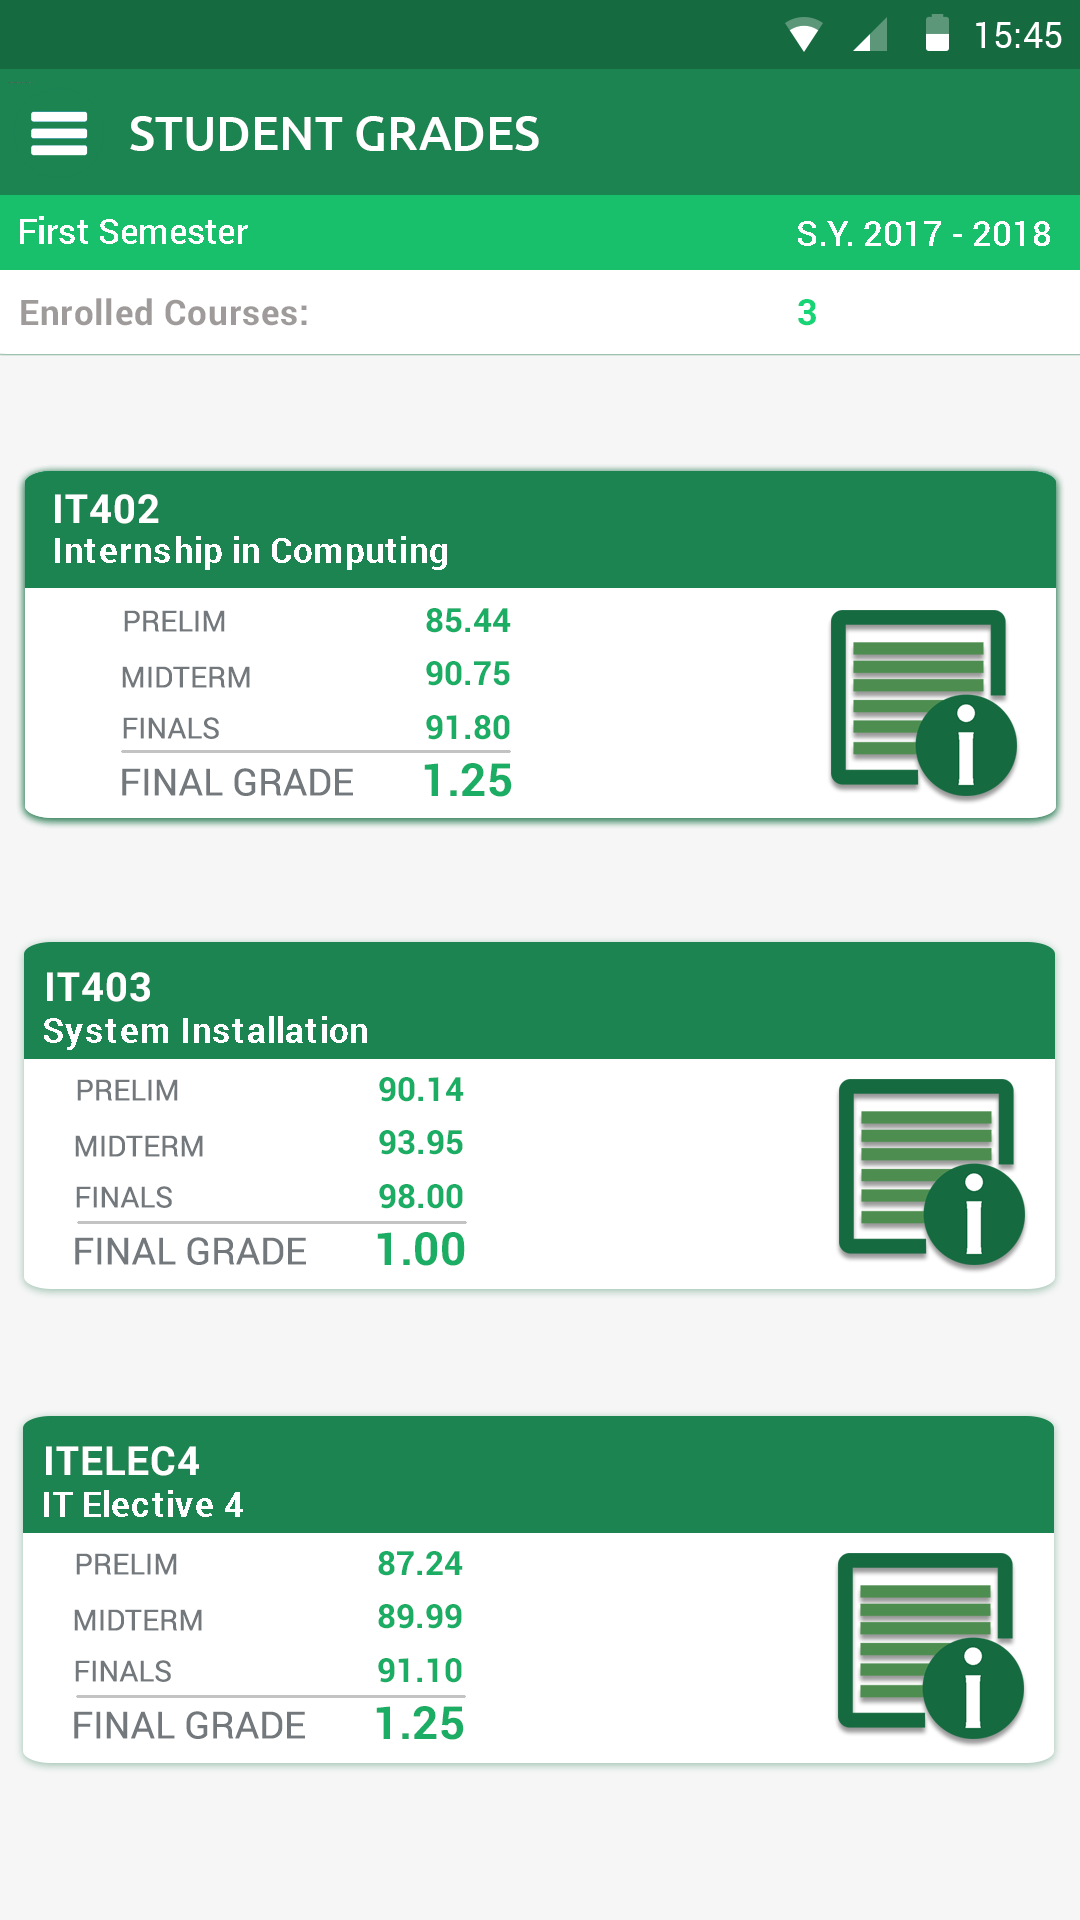 15:45
STUDENT GRADES
First Semester S.Y. 2017 - 2018
Enrolled Courses: 3
IT402
Internship in Computing
PRELIM 85.44
MIDTERM 90.75
FINALS 91.80
FINAL GRADE 1.25
IT403
System Installation
PRELIM 90.14
MIDTERM 93.95
FINALS 98.00
FINAL GRADE 1.00
ITELEC4
IT Elective 4
PRELIM 87.24
MIDTERM 89.99
FINALS 91.10
FINAL GRADE 1.25